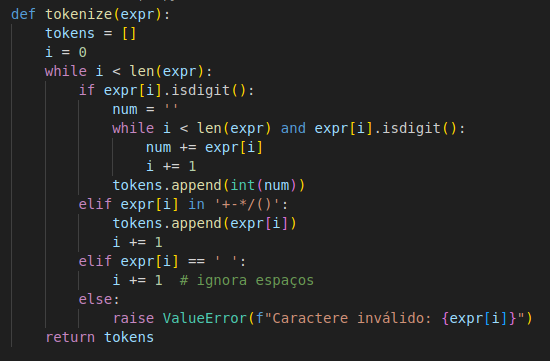 def tokenize(expr):
    tokens = []
    i = 0
    while i < len(expr):
        if expr[i].isdigit():
            num = ''
            while i < len(expr) and expr[i].isdigit():
                num += expr[i]
                i += 1
            tokens.append(int(num))
        elif expr[i] in '+-*/()':
            tokens.append(expr[i])
            i += 1
        elif expr[i] == ' ':
            i += 1  # ignora espaços
        else:
            raise ValueError(f"Caractere inválido: {expr[i]}")
    return tokens